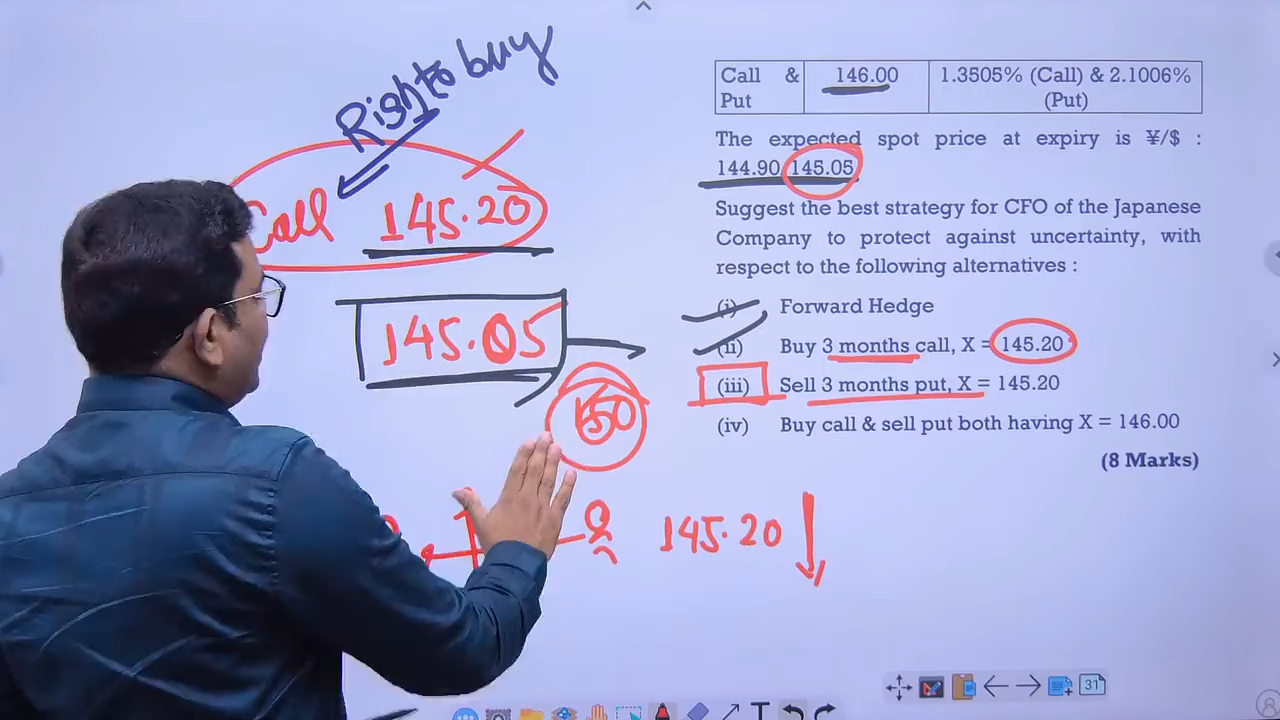 Right to buy
Call 145.20
145.05
150
145.20
Call & Put 146.00 1.3505% (Call) & 2.1006% (Put)
The expected spot price at expiry is ¥/$ :
144.90 145.05
Suggest the best strategy for CFO of the Japanese
Company to protect against uncertainty, with
respect to the following alternatives :
(i) Forward Hedge
(ii) Buy 3 months call, X = 145.20
(iii) Sell 3 months put, X = 145.20
(iv) Buy call & sell put both having X = 146.00
(8 Marks)
31